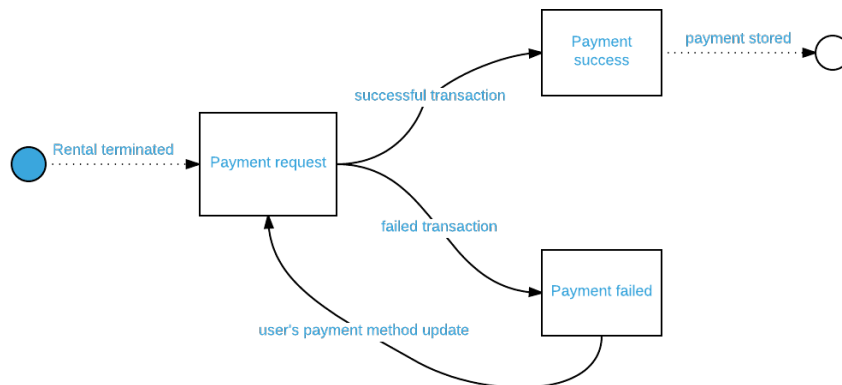 Payment
success
payment stored
successful transaction
Rental terminated
Payment request
failed transaction
Payment failed
user's payment method update